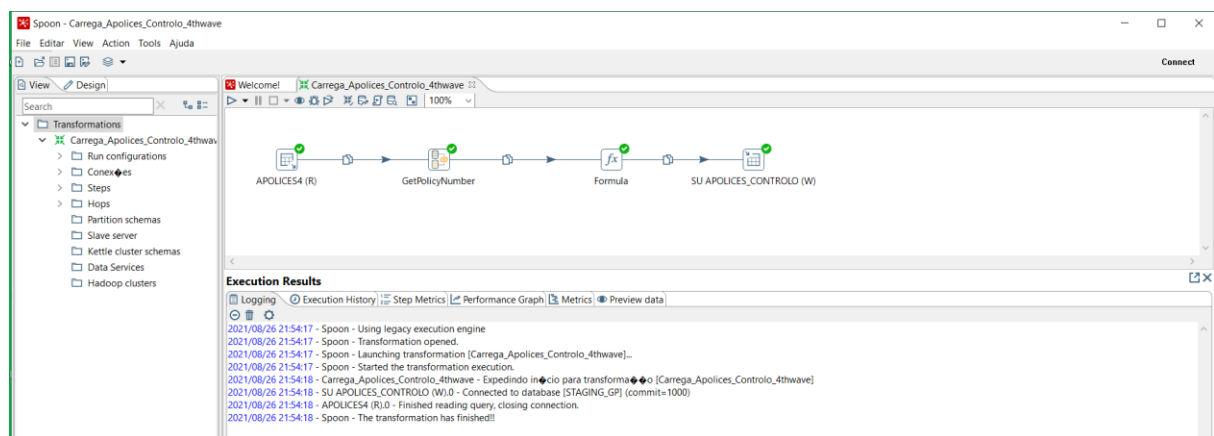 Spoon - Carrega_Apolices_Controlo_4thwave
File Editar View Action Tools Ajuda
Connect
View Design
Welcome! Carrega_Apolices_Controlo_4thwave
100%
Search
Transformations
Carrega_Apolices_Controlo_4thwav
Run configurations
Conex�es
Steps
Hops
Partition schemas
Slave server
Kettle cluster schemas
Data Services
Hadoop clusters
APOLICES4 (R) GetPolicyNumber Formula SU APOLICES_CONTROLO (W)
Execution Results
Logging Execution History Step Metrics Performance Graph Metrics Preview data
2021/08/26 21:54:17 - Spoon - Using legacy execution engine
2021/08/26 21:54:17 - Spoon - Transformation opened.
2021/08/26 21:54:17 - Spoon - Launching transformation [Carrega_Apolices_Controlo_4thwave]...
2021/08/26 21:54:17 - Spoon - Started the transformation execution.
2021/08/26 21:54:18 - Carrega_Apolices_Controlo_4thwave - Expedindo in�cio para transforma��o [Carrega_Apolices_Controlo_4thwave]
2021/08/26 21:54:18 - SU APOLICES_CONTROLO (W).0 - Connected to database [STAGING_GP] (commit=1000)
2021/08/26 21:54:18 - APOLICES4 (R).0 - Finished reading query, closing connection.
2021/08/26 21:54:18 - Spoon - The transformation has finished!!